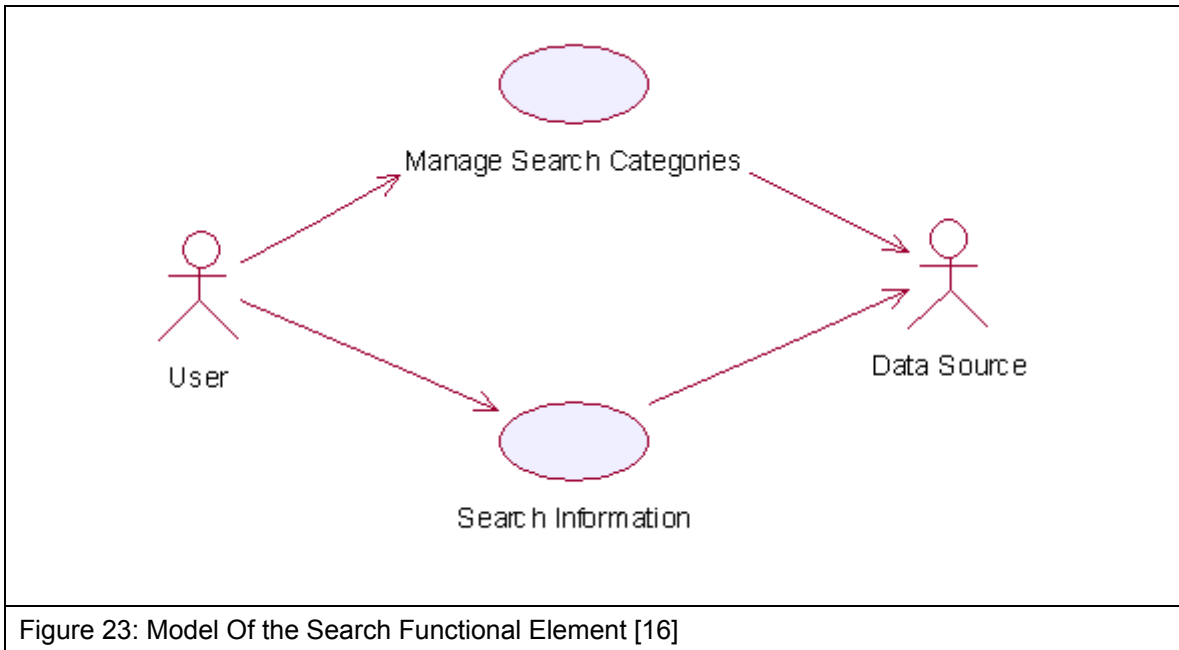 Manage Search Categories
User
Data Source
Search Information
Figure 23: Model Of the Search Functional Element [16]